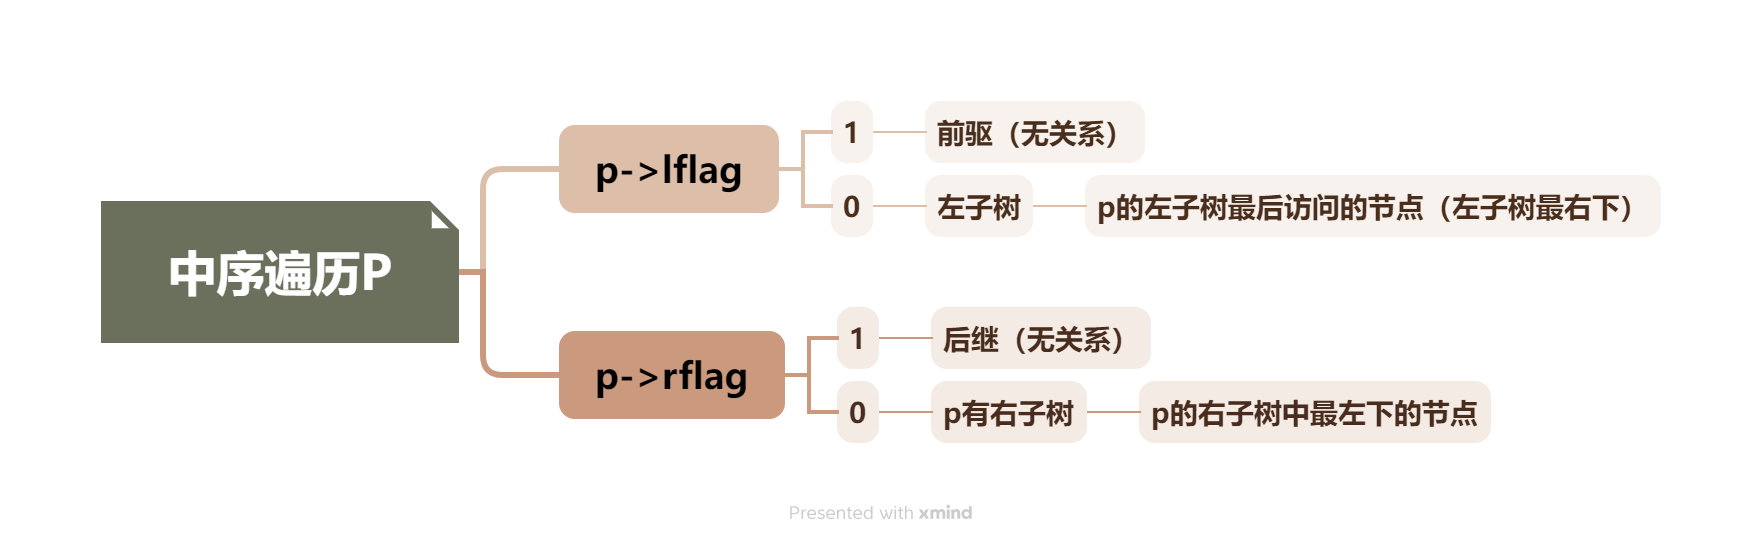 中序遍历P
p->lflag
1
前驱（无关系）
0
左子树
p的左子树最后访问的节点（左子树最右下）
p->rflag
1
后继（无关系）
0
p有右子树
p的右子树中最左下的节点
Presented with xmind